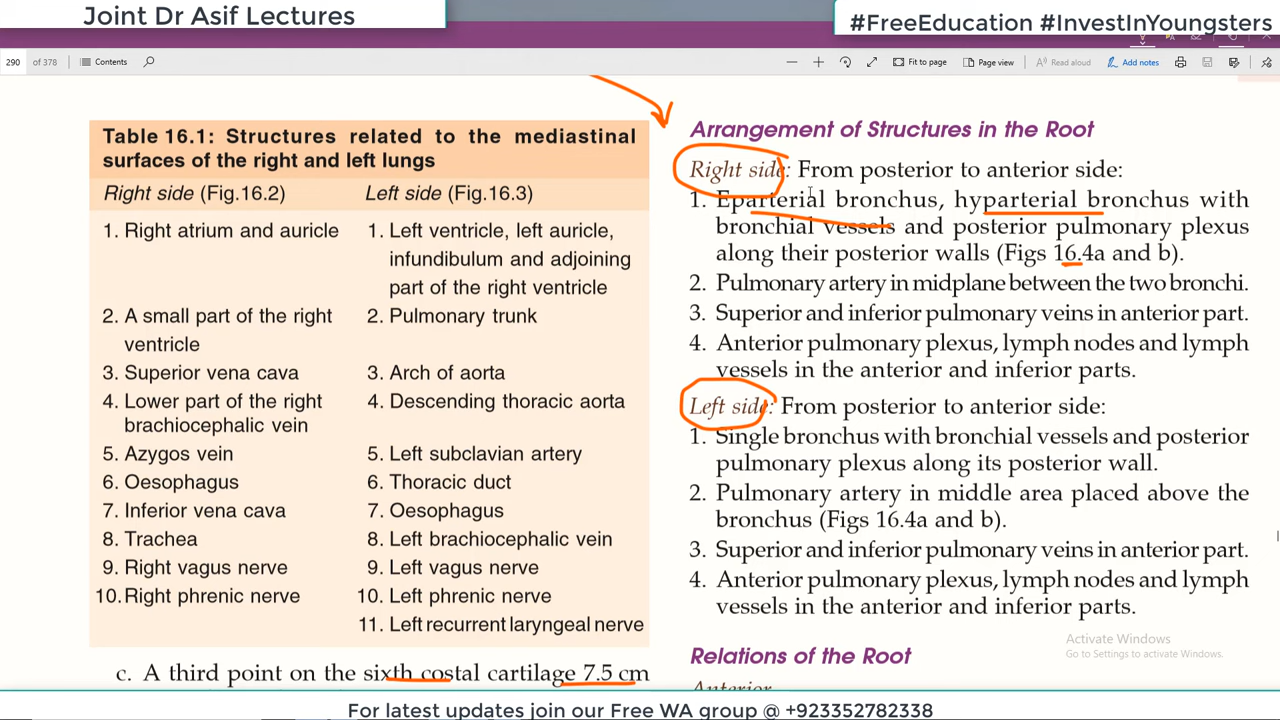 Joint Dr Asif Lectures
#FreeEducation #InvestInYoungsters
290 of 378 Contents Fit to page Page view Read aloud Add notes
Table 16.1: Structures related to the mediastinal
surfaces of the right and left lungs
Right side (Fig.16.2) Left side (Fig.16.3)
1. Right atrium and auricle 1. Left ventricle, left auricle,
infundibulum and adjoining
part of the right ventricle
2. A small part of the right 2. Pulmonary trunk
ventricle
3. Superior vena cava 3. Arch of aorta
4. Lower part of the right 4. Descending thoracic aorta
brachiocephalic vein
5. Azygos vein 5. Left subclavian artery
6. Oesophagus 6. Thoracic duct
7. Inferior vena cava 7. Oesophagus
8. Trachea 8. Left brachiocephalic vein
9. Right vagus nerve 9. Left vagus nerve
10. Right phrenic nerve 10. Left phrenic nerve
11. Left recurrent laryngeal nerve
c. A third point on the sixth costal cartilage 7.5 cm
Arrangement of Structures in the Root
Right side: From posterior to anterior side:
1. Eparterial bronchus, hyparterial bronchus with
bronchial vessels and posterior pulmonary plexus
along their posterior walls (Figs 16.4a and b).
2. Pulmonary artery in midplane between the two bronchi.
3. Superior and inferior pulmonary veins in anterior part.
4. Anterior pulmonary plexus, lymph nodes and lymph
vessels in the anterior and inferior parts.
Left side: From posterior to anterior side:
1. Single bronchus with bronchial vessels and posterior
pulmonary plexus along its posterior wall.
2. Pulmonary artery in middle area placed above the
bronchus (Figs 16.4a and b).
3. Superior and inferior pulmonary veins in anterior part.
4. Anterior pulmonary plexus, lymph nodes and lymph
vessels in the anterior and inferior parts.
Relations of the Root
Anterior
Activate Windows
Go to Settings to activate Windows.
For latest updates join our Free WA group @ +923352782338